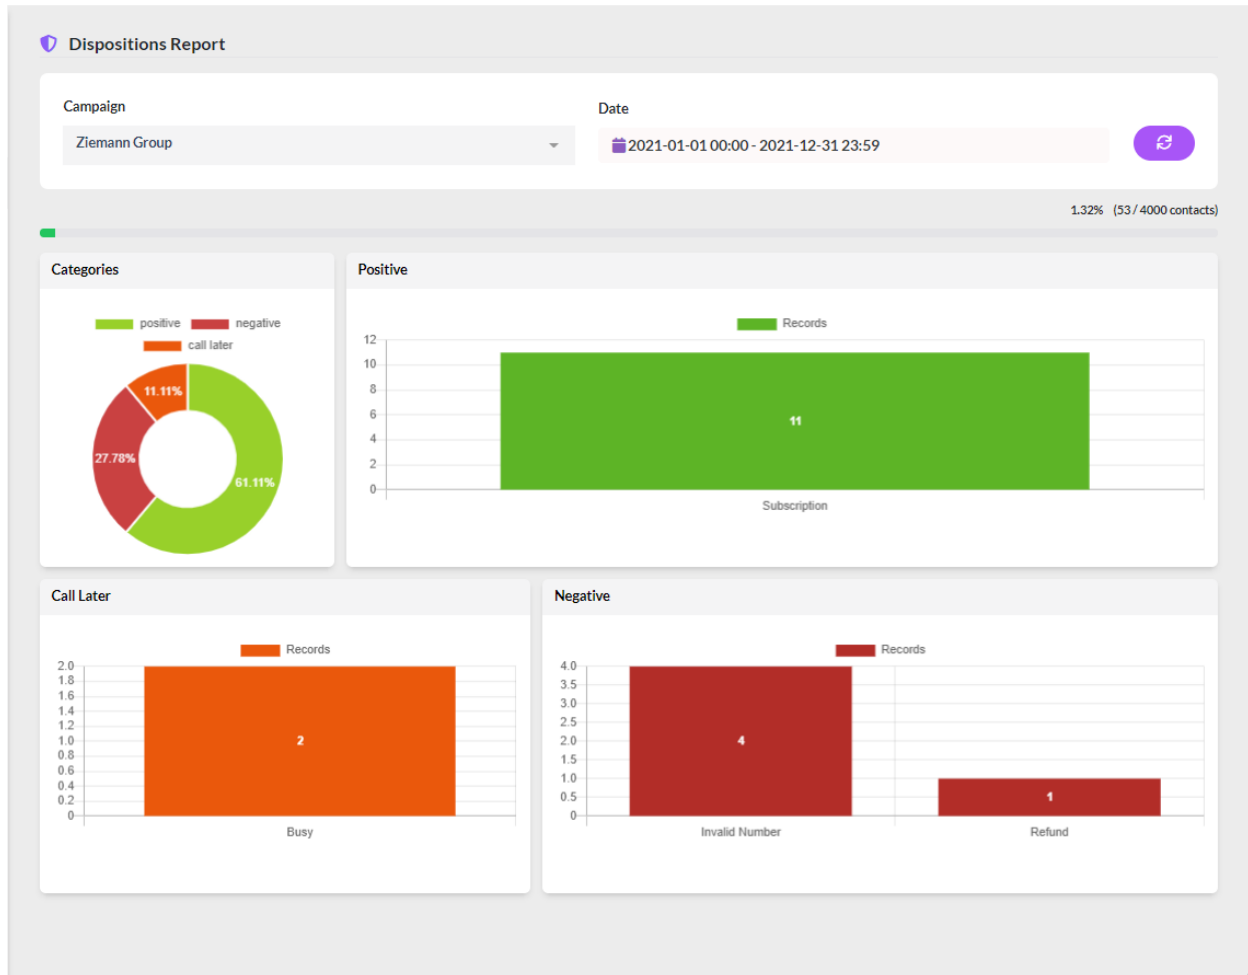 Dispositions Report
Campaign
Date
Ziemann Group
2021-01-01 00:00 - 2021-12-31 23:59
1.32% (53 / 4000 contacts)
Categories
positive negative
call later
11.11%
27.78%
61.11%
Positive
Records
12
10
8
6
4
2
0
11
Subscription
Call Later
Records
2.0
1.8
1.6
1.4
1.2
1.0
0.8
0.6
0.4
0.2
0
2
Busy
Negative
Records
4.0
3.5
3.0
2.5
2.0
1.5
1.0
0.5
0
4
1
Invalid Number Refund